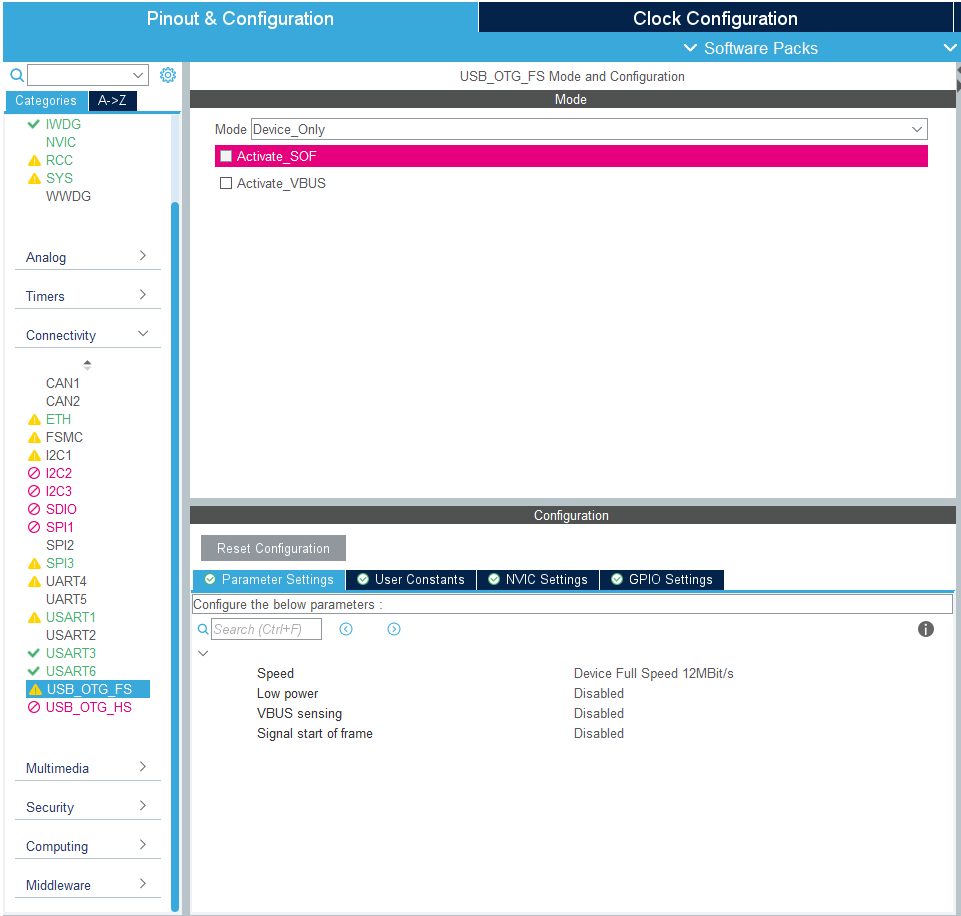 Pinout & Configuration
Clock Configuration
Software Packs
Categories
A->Z
IWDG
NVIC
RCC
SYS
WWDG
Analog
Timers
Connectivity
CAN1
CAN2
ETH
FSMC
I2C1
I2C2
I2C3
SDIO
SPI1
SPI2
SPI3
UART4
UART5
USART1
USART2
USART3
USART6
USB_OTG_FS
USB_OTG_HS
Multimedia
Security
Computing
Middleware
USB_OTG_FS Mode and Configuration
Mode
Mode Device_Only
Activate_SOF
Activate_VBUS
Configuration
Reset Configuration
Parameter Settings
User Constants
NVIC Settings
GPIO Settings
Configure the below parameters :
Search (Ctrl+F)
Speed Device Full Speed 12MBit/s
Low power Disabled
VBUS sensing Disabled
Signal start of frame Disabled